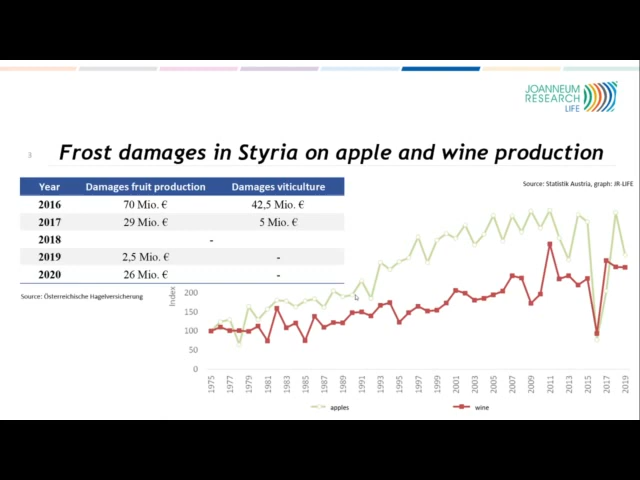 JOANNEUM
RESEARCH
LIFE
3
Frost damages in Styria on apple and wine production
Source: Statistik Austria, graph: JR-LIFE
Year Damages fruit production Damages viticulture
2016 70 Mio. € 42,5 Mio. €
2017 29 Mio. € 5 Mio. €
2018 -
2019 2,5 Mio. € -
2020 26 Mio. € -
Source: Österreichische Hagelversicherung
Index
200
150
100
50
0
1975 1977 1979 1981 1983 1985 1987 1989 1991 1993 1995 1997 1999 2001 2003 2005 2007 2009 2011 2013 2015 2017 2019
apples wine